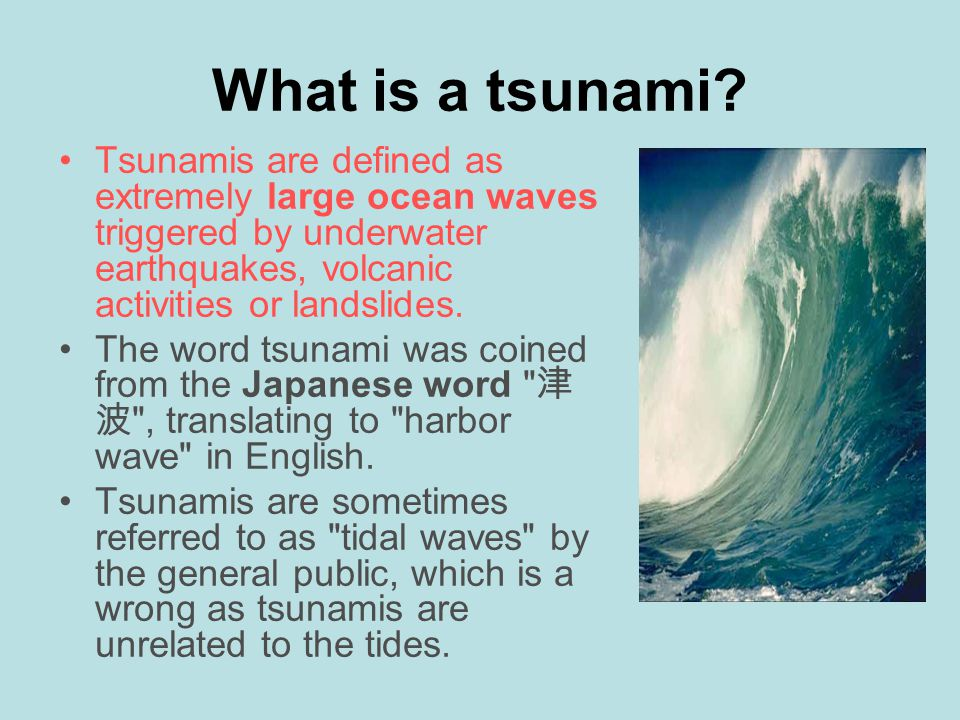 What is a tsunami?
• Tsunamis are defined as
extremely large ocean waves
triggered by underwater
earthquakes, volcanic
activities or landslides.
• The word tsunami was coined
from the Japanese word "津
波", translating to "harbor
wave" in English.
• Tsunamis are sometimes
referred to as "tidal waves" by
the general public, which is a
wrong as tsunamis are
unrelated to the tides.